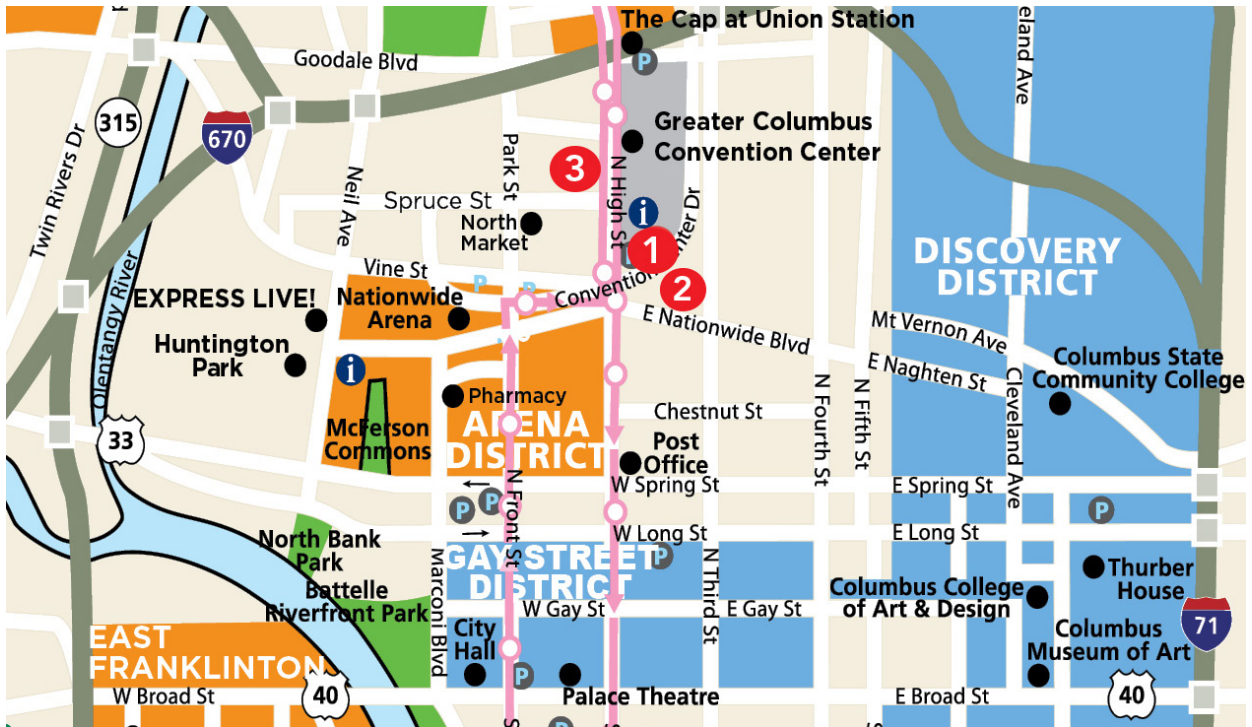 The Cap at Union Station
Goodale Blvd
P
315
670
Twin Rivers Dr
Olentangy River
Neil Ave
Park St
N High St
Greater Columbus
Convention Center
3
Spruce St
North
Market
i
1
2
Convention Center Dr
eland Ave
DISCOVERY
DISTRICT
Vine St
P
P
EXPRESS LIVE!
Nationwide
Arena
Huntington
Park
i
E Nationwide Blvd
Mt Vernon Ave
E Naghten St
Columbus State
Community College
Cleveland Ave
N Fourth St
N Fifth St
Pharmacy
Chestnut St
McFerson
Commons
ARENA
DISTRICT
Post
Office
33
W Spring St
E Spring St
P
P
P
N Front St
W Long St
E Long St
North Bank
Park
Marconi Blvd
GAY STREET
DISTRICT
P
N Third St
Battelle
Riverfront Park
W Gay St
E Gay St
Columbus College
of Art & Design
Thurber
House
71
EAST
FRANKLINTON
City
Hall
Columbus
Museum of Art
P
Palace Theatre
W Broad St
40
E Broad St
40
P